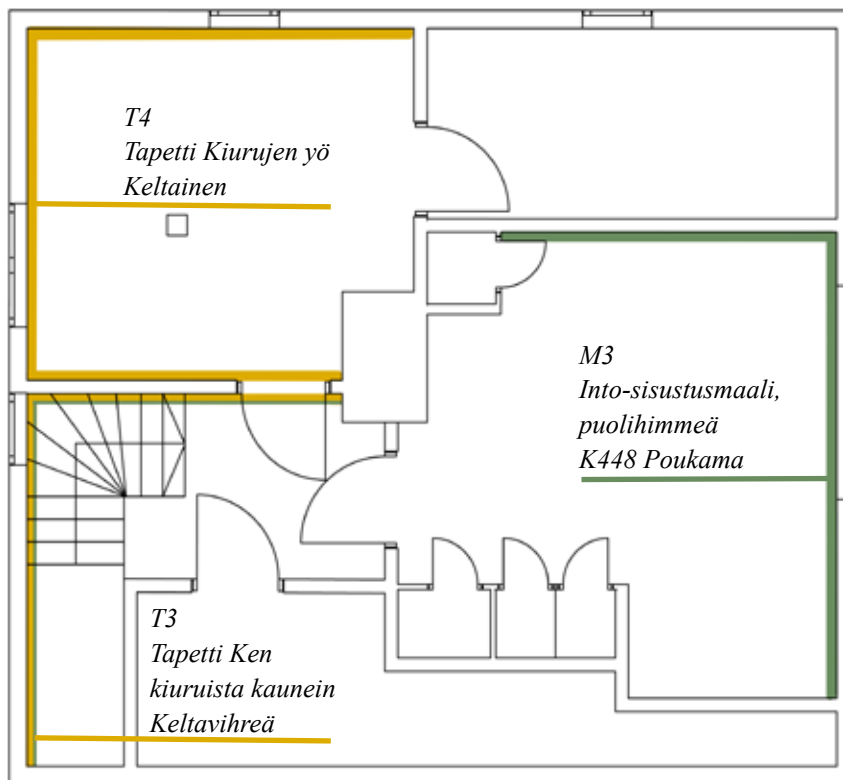 T4
Tapetti Kiurujen yö
Keltainen
M3
Into-sisustusmaali,
puolihimmeä
K448 Poukama
T3
Tapetti Ken
kiuruista kaunein
Keltavihreä